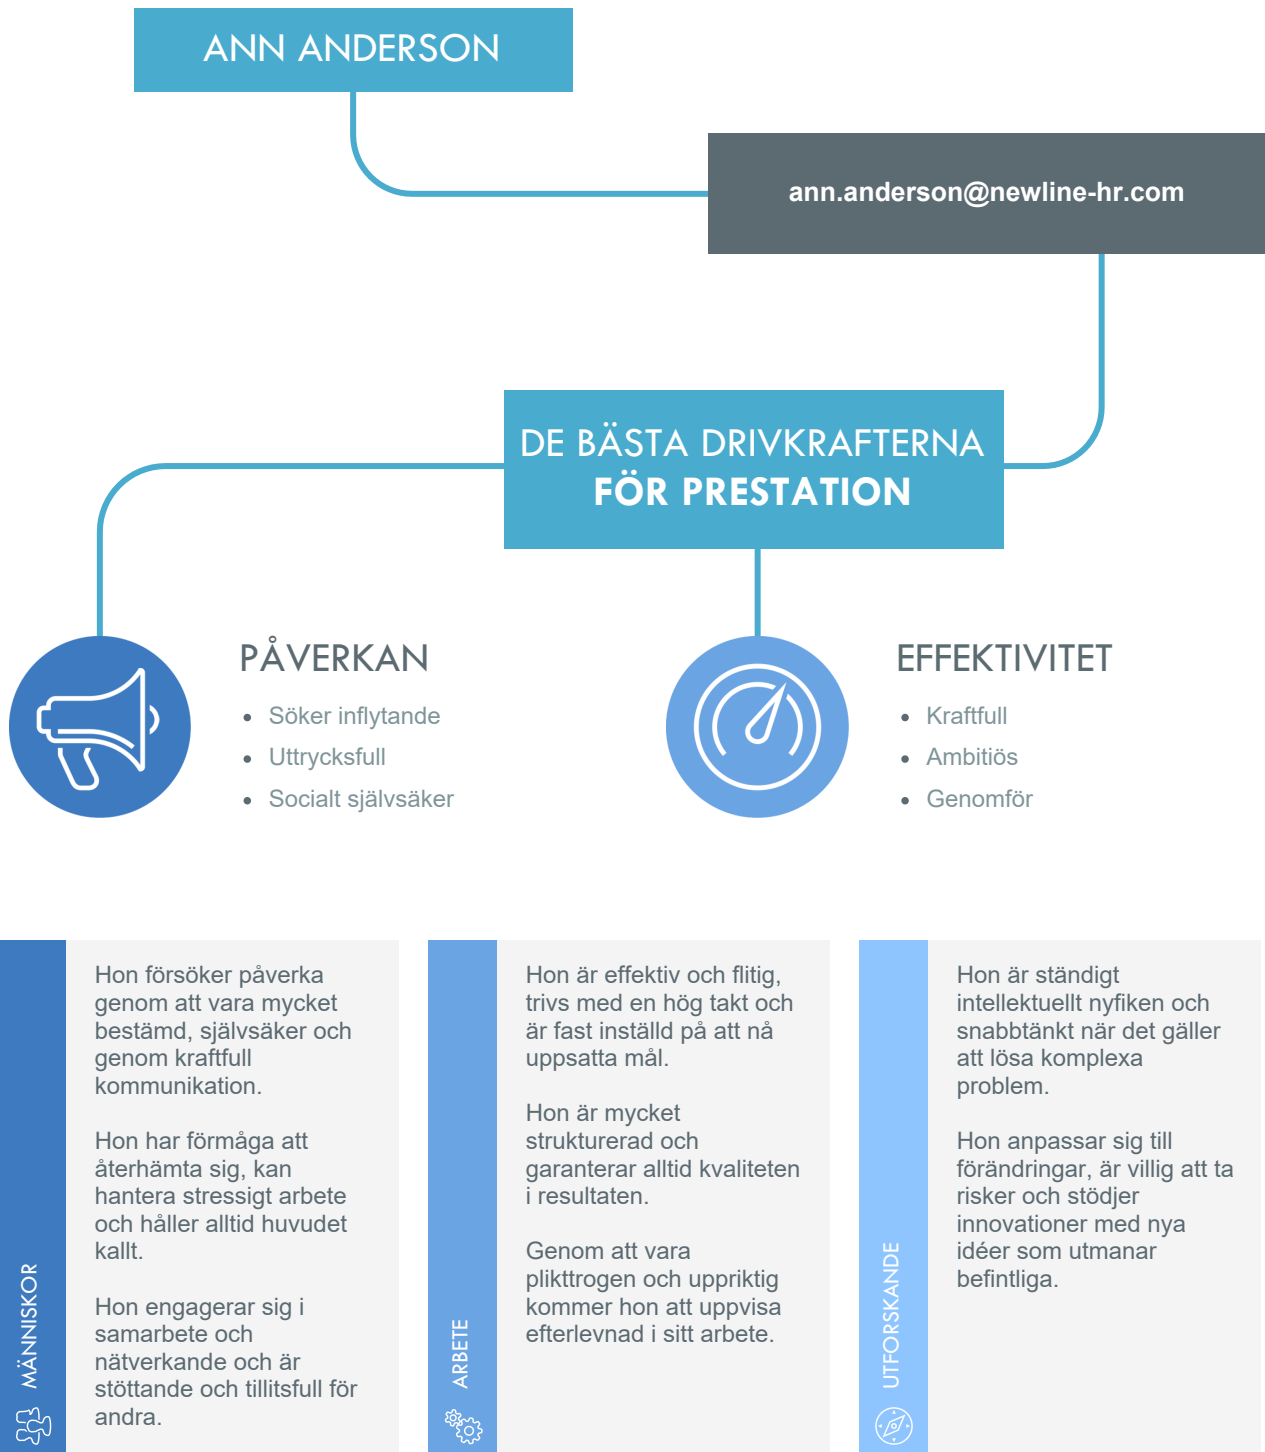 ANN ANDERSON
ann.anderson@newline-hr.com
DE BÄSTA DRIVKRAFTERNA
FÖR PRESTATION
PÅVERKAN
• Söker inflytande
• Uttrycksfull
• Socialt självsäker
EFFEKTIVITET
• Kraftfull
• Ambitiös
• Genomför
MÄNNISKOR
Hon försöker påverka
genom att vara mycket
bestämd, självsäker och
genom kraftfull
kommunikation.
Hon har förmåga att
återhämta sig, kan
hantera stressigt arbete
och håller alltid huvudet
kallt.
Hon engagerar sig i
samarbete och
nätverkande och är
stöttande och tillitsfull för
andra.
ARBETE
Hon är effektiv och flitig,
trivs med en hög takt och
är fast inställd på att nå
uppsatta mål.
Hon är mycket
strukturerad och
garanterar alltid kvaliteten
i resultaten.
Genom att vara
plikttrogen och uppriktig
kommer hon att uppvisa
efterlevnad i sitt arbete.
UTFORSKANDE
Hon är ständigt
intellektuellt nyfiken och
snabbtänkt när det gäller
att lösa komplexa
problem.
Hon anpassar sig till
förändringar, är villig att ta
risker och stödjer
innovationer med nya
idéer som utmanar
befintliga.